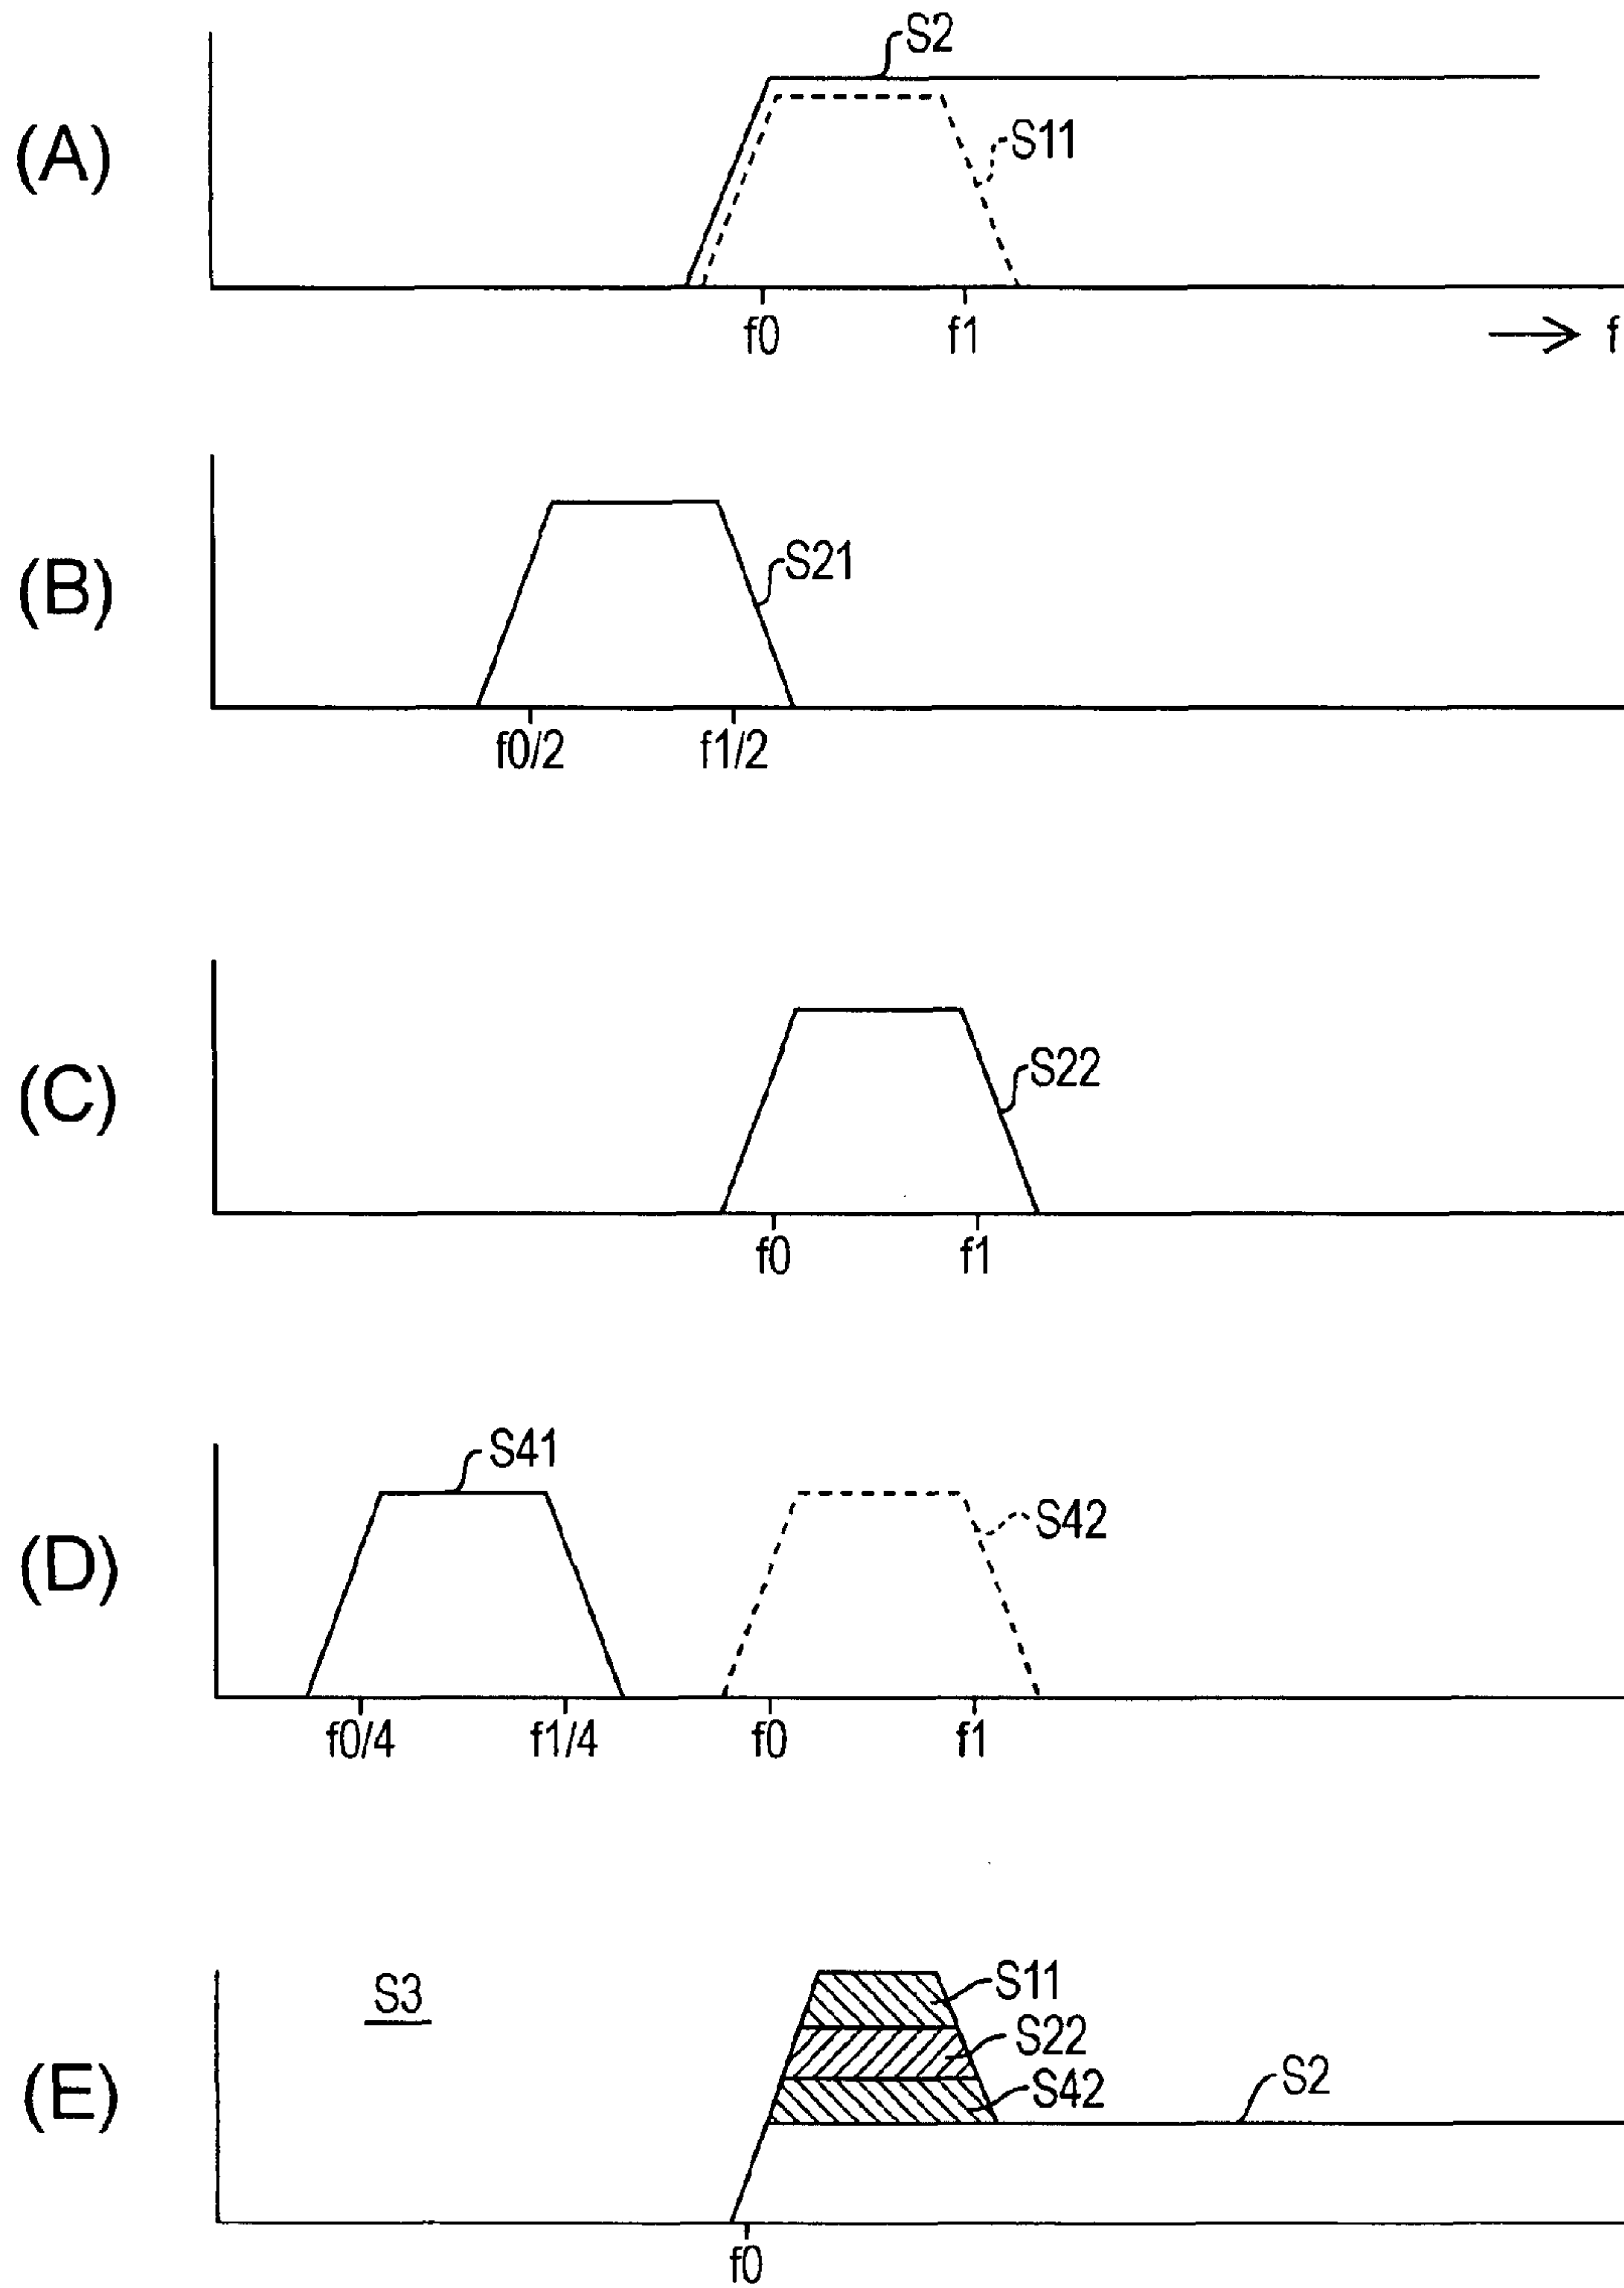 (A)
S2
S11
f0 f1 f
(B)
S21
f0/2 f1/2
(C)
S22
f0 f1
(D)
S41
S42
f0/4 f1/4 f0 f1
(E)
S3
S11
S22
S42
S2
f0